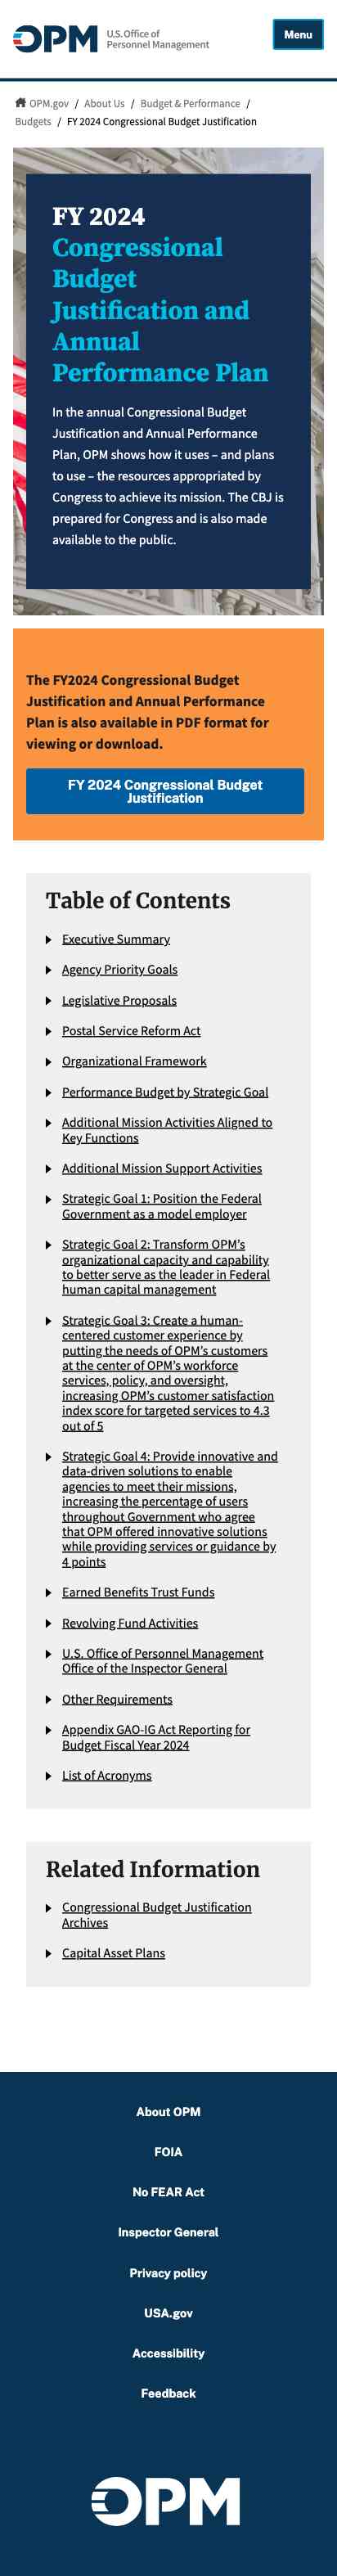 OPM
U.S. Office of
Personnel Management
Menu
OPM.gov / About Us / Budget & Performance /
Budgets / FY 2024 Congressional Budget Justification
FY 2024
Congressional
Budget
Justification and
Annual
Performance Plan
In the annual Congressional Budget
Justification and Annual Performance
Plan, OPM shows how it uses – and plans
to use – the resources appropriated by
Congress to achieve its mission. The CBJ is
prepared for Congress and is also made
available to the public.
The FY2024 Congressional Budget
Justification and Annual Performance
Plan is also available in PDF format for
viewing or download.
FY 2024 Congressional Budget
Justification
Table of Contents
Executive Summary
Agency Priority Goals
Legislative Proposals
Postal Service Reform Act
Organizational Framework
Performance Budget by Strategic Goal
Additional Mission Activities Aligned to
Key Functions
Additional Mission Support Activities
Strategic Goal 1: Position the Federal
Government as a model employer
Strategic Goal 2: Transform OPM’s
organizational capacity and capability
to better serve as the leader in Federal
human capital management
Strategic Goal 3: Create a human-
centered customer experience by
putting the needs of OPM’s customers
at the center of OPM’s workforce
services, policy, and oversight,
increasing OPM’s customer satisfaction
index score for targeted services to 4.3
out of 5
Strategic Goal 4: Provide innovative and
data-driven solutions to enable
agencies to meet their missions,
increasing the percentage of users
throughout Government who agree
that OPM offered innovative solutions
while providing services or guidance by
4 points
Earned Benefits Trust Funds
Revolving Fund Activities
U.S. Office of Personnel Management
Office of the Inspector General
Other Requirements
Appendix GAO-IG Act Reporting for
Budget Fiscal Year 2024
List of Acronyms
Related Information
Congressional Budget Justification
Archives
Capital Asset Plans
About OPM
FOIA
No FEAR Act
Inspector General
Privacy policy
USA.gov
Accessibility
Feedback
OPM